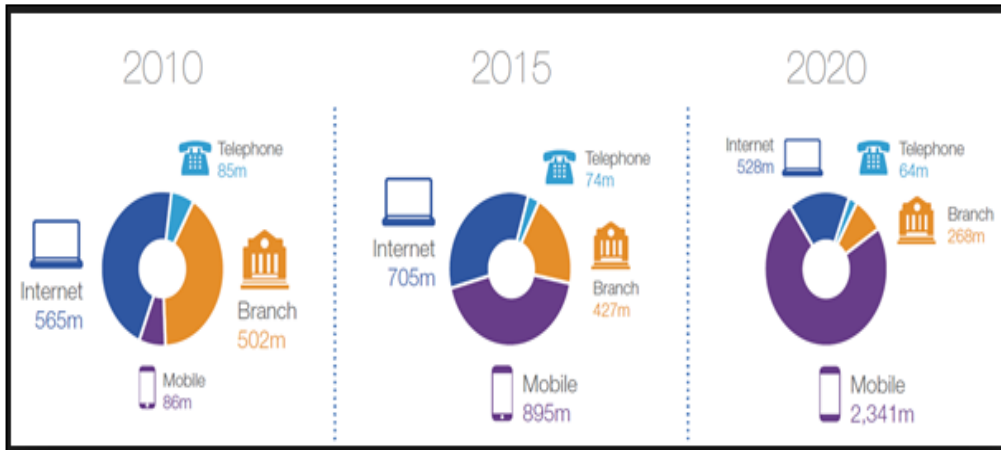 2010
Telephone
85m
Internet
565m
Branch
502m
Mobile
86m
2015
Telephone
74m
Internet
705m
Branch
427m
Mobile
895m
2020
Internet
528m
Telephone
64m
Branch
268m
Mobile
2,341m